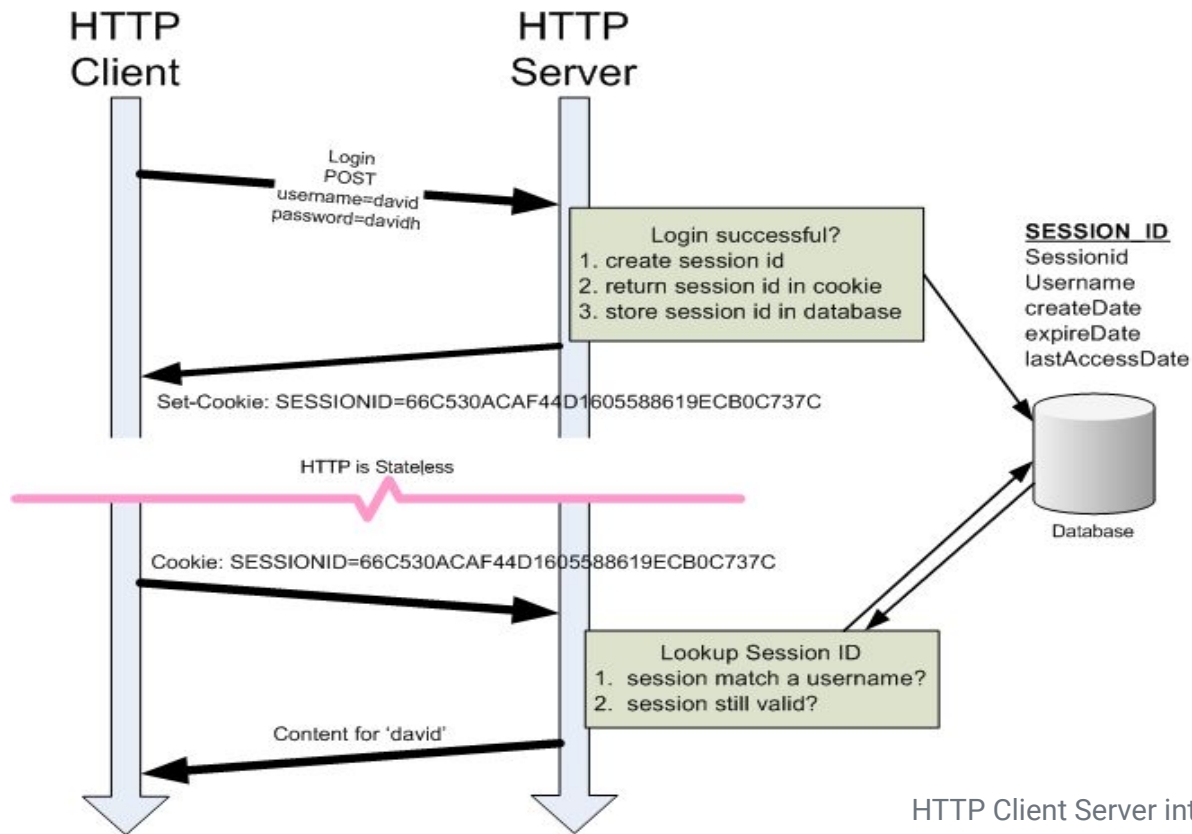 HTTP
Client
HTTP
Server
Login
POST
username=david
password=davidh
Login successful?
1. create session id
2. return session id in cookie
3. store session id in database
SESSION_ID
Sessionid
Username
createDate
expireDate
lastAccessDate
Set-Cookie: SESSIONID=66C530ACAF44D1605588619ECB0C737C
HTTP is Stateless
Database
Cookie: SESSIONID=66C530ACAF44D1605588619ECB0C737C
Lookup Session ID
1. session match a username?
2. session still valid?
Content for ‘david’
HTTP Client Server